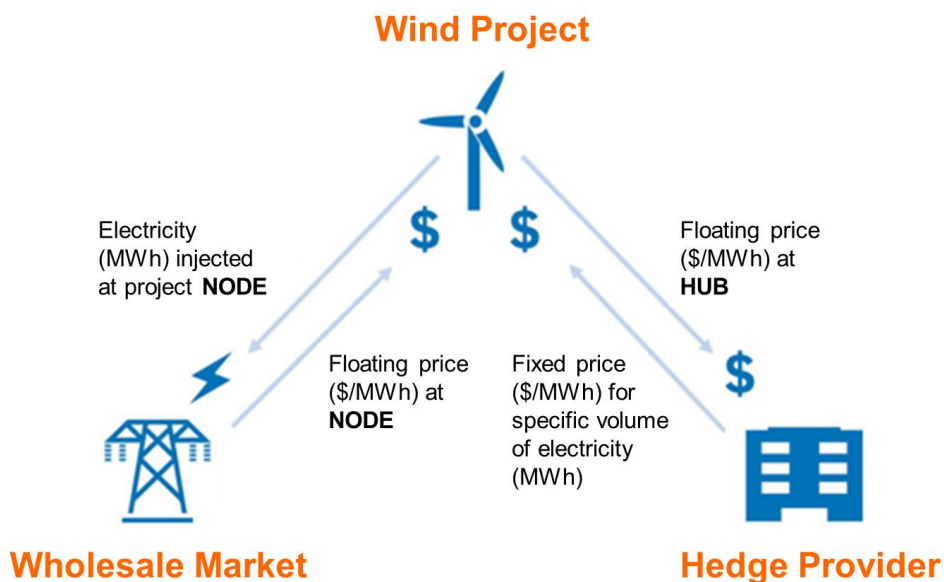 Wind Project
$ $
Electricity
(MWh) injected
at project NODE
Floating price
($/MWh) at
HUB
Floating price
($/MWh) at
NODE
Fixed price
($/MWh) for
specific volume
of electricity
(MWh)
$
Wholesale Market
Hedge Provider